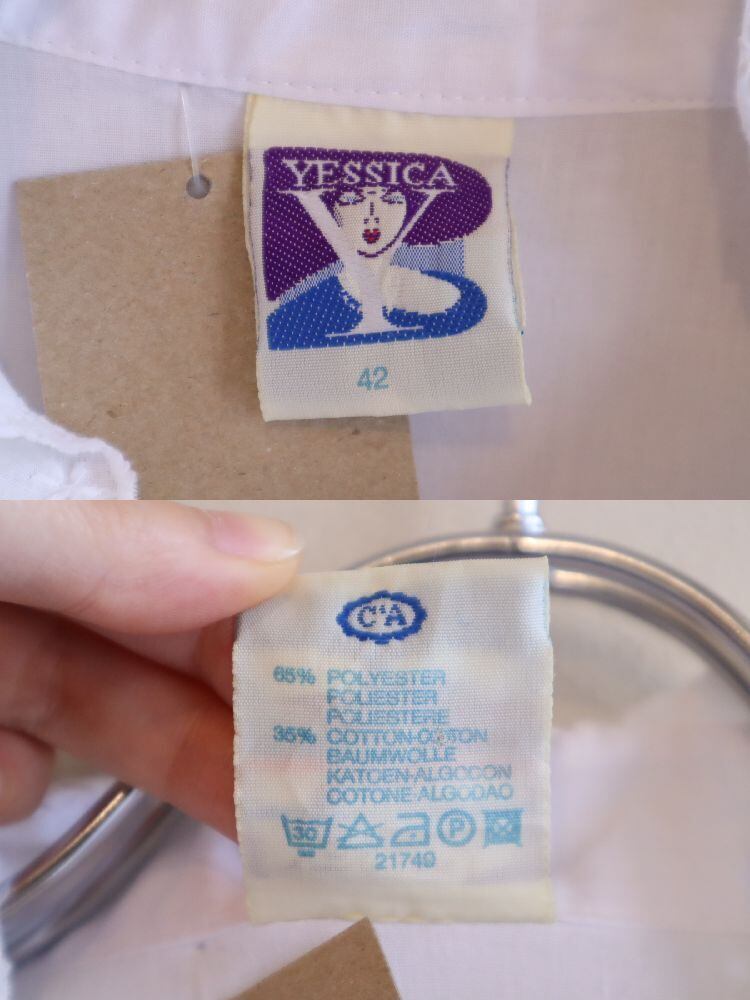 YESSICA
42
C&A
65% POLYESTER
POLIESTER
POLIESTERE
35% COTTON-COTON
BAUMWOLLE
KATOEN-ALGODON
COTONE ALGODAO
30 P
21749